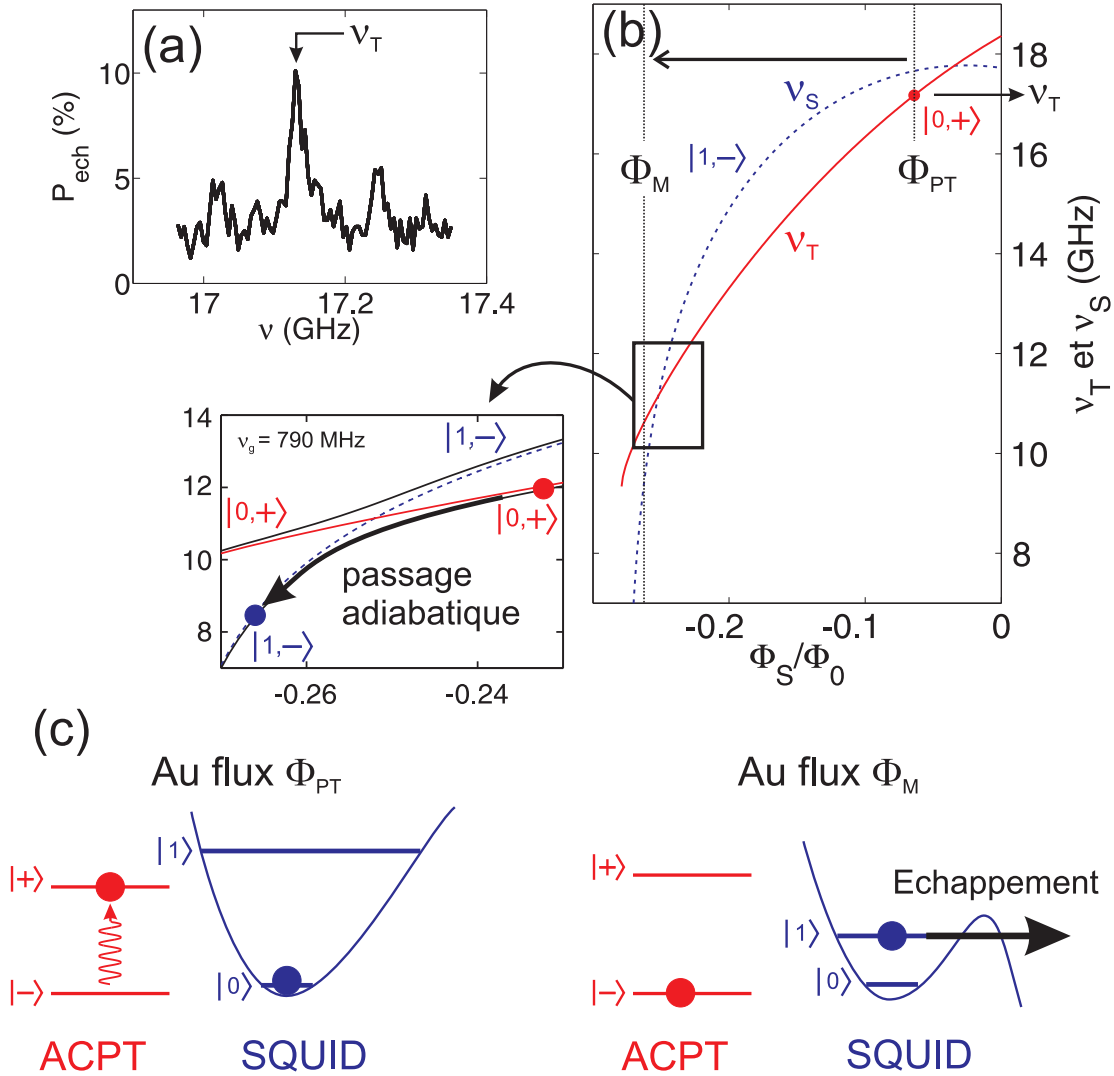 (a)
ν_T
P_ech (%)
10
5
0
17
17.2
17.4
ν (GHz)
(b)
Φ_M
Φ_PT
ν_S
ν_T
|1,−⟩
|0,+⟩
ν_T
18
16
14
12
10
8
ν_T et ν_S (GHz)
-0.2
-0.1
0
Φ_S/Φ_0
14
12
10
8
ν_g = 790 MHz
|1,−⟩
|0,+⟩
|0,+⟩
passage
adiabatique
|1,−⟩
-0.26
-0.24
(c)
Au flux Φ_PT
|1⟩
|+⟩
|0⟩
|−⟩
ACPT
SQUID
Au flux Φ_M
|+⟩
Echappement
|1⟩
|0⟩
|−⟩
ACPT
SQUID